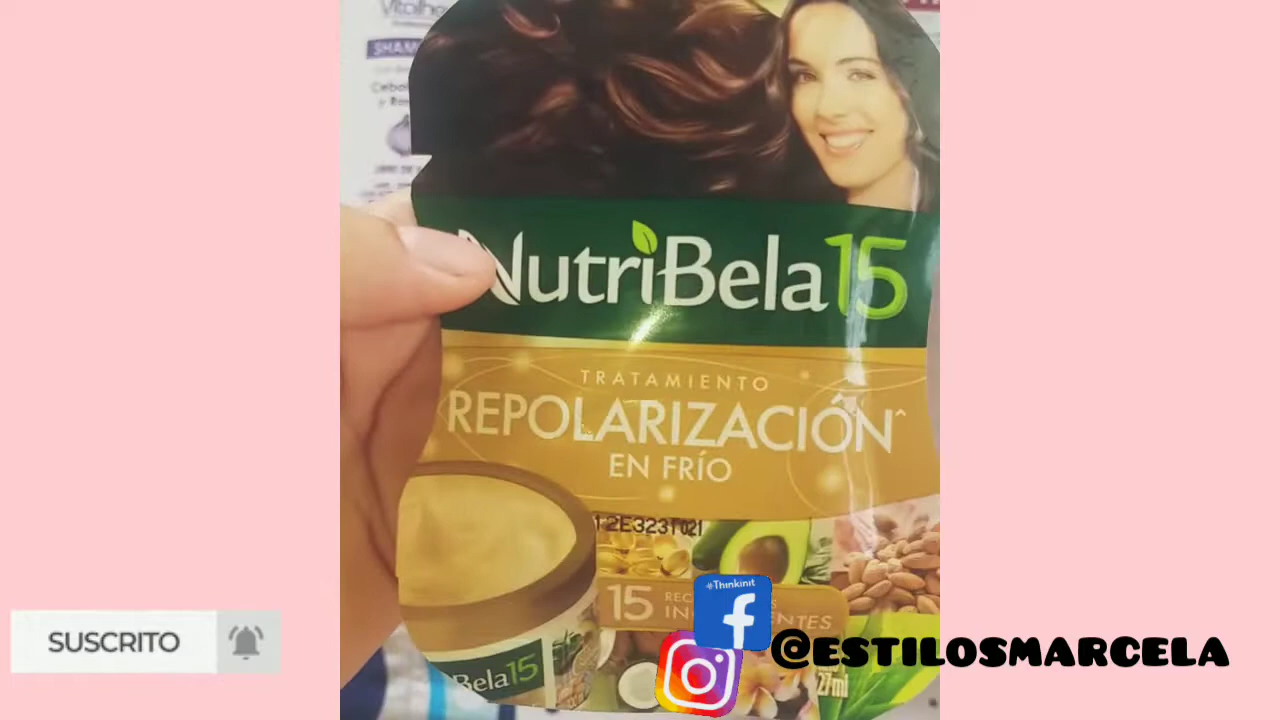 NutriBela15
TRATAMIENTO
REPOLARIZACIÓN^
EN FRÍO
12E323T021
15
#Thinkinit
f
@ESTILOSMARCELA
27ml
Bela15
SUSCRITO